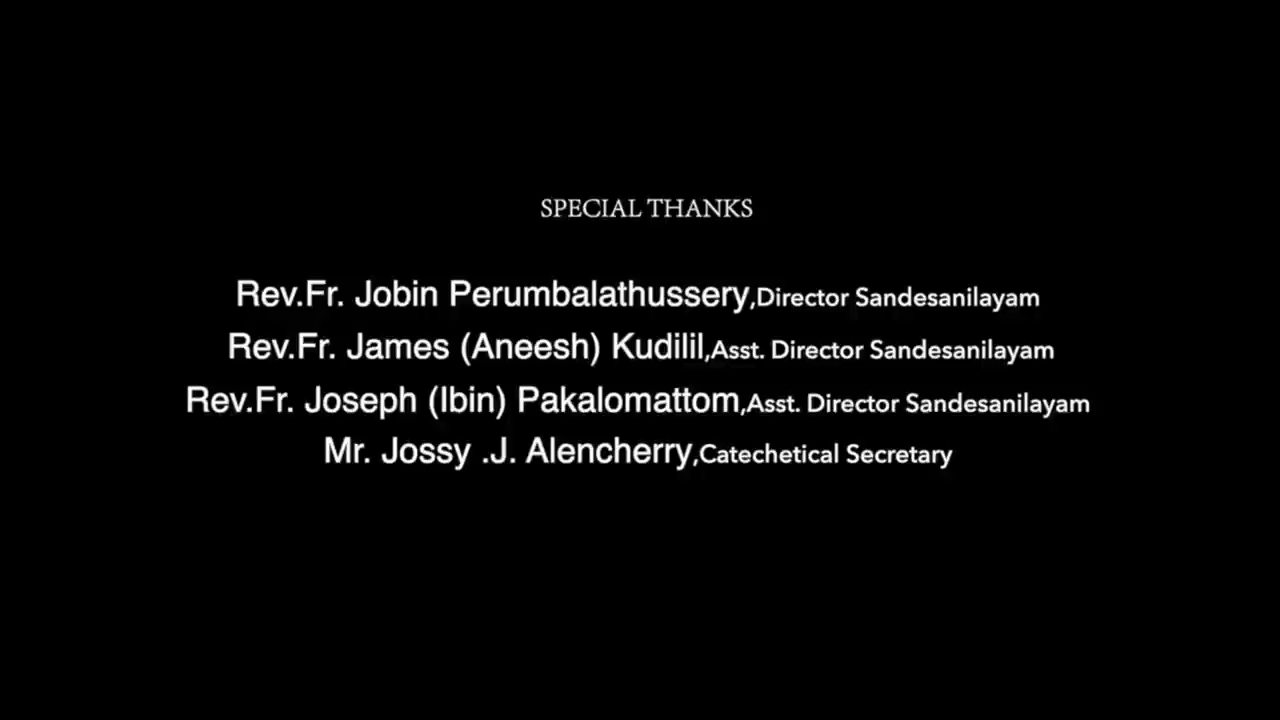 SPECIAL THANKS
Rev.Fr. Jobin Perumbalathussery,Director Sandesanilayam
Rev.Fr. James (Aneesh) Kudilil,Asst. Director Sandesanilayam
Rev.Fr. Joseph (Ibin) Pakalomattom,Asst. Director Sandesanilayam
Mr. Jossy .J. Alencherry,Catechetical Secretary